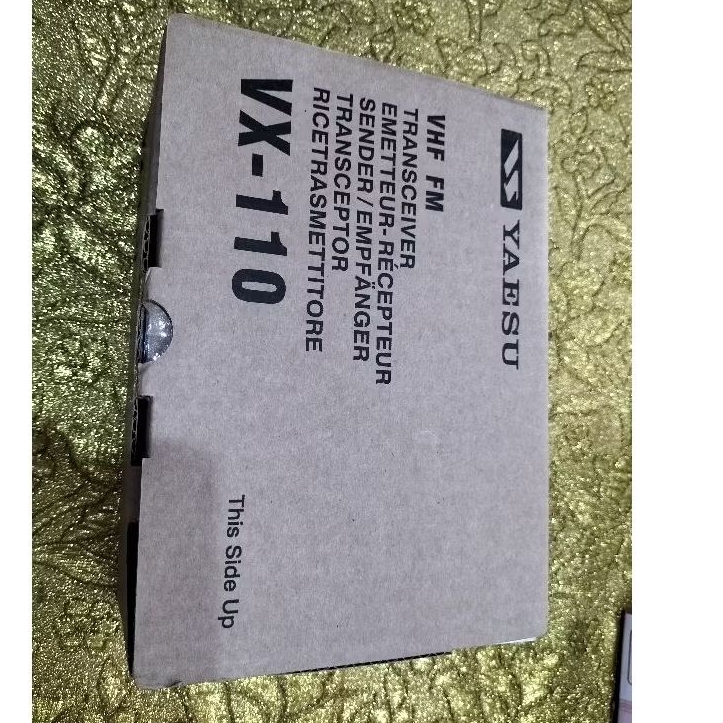 YAESU
VHF FM
TRANSCEIVER
EMETTEUR-RÉCEPTEUR
SENDER/EMPFÄNGER
TRANSCEPTOR
RICETRASMETTITORE
VX-110
This Side Up